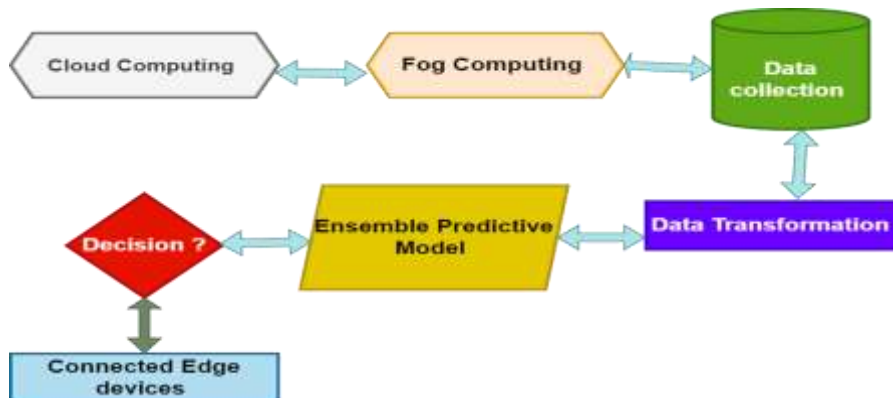 Cloud Computing
Fog Computing
Data
collection
Decision ?
Ensemble Predictive
Model
Data Transformation
Connected Edge
devices